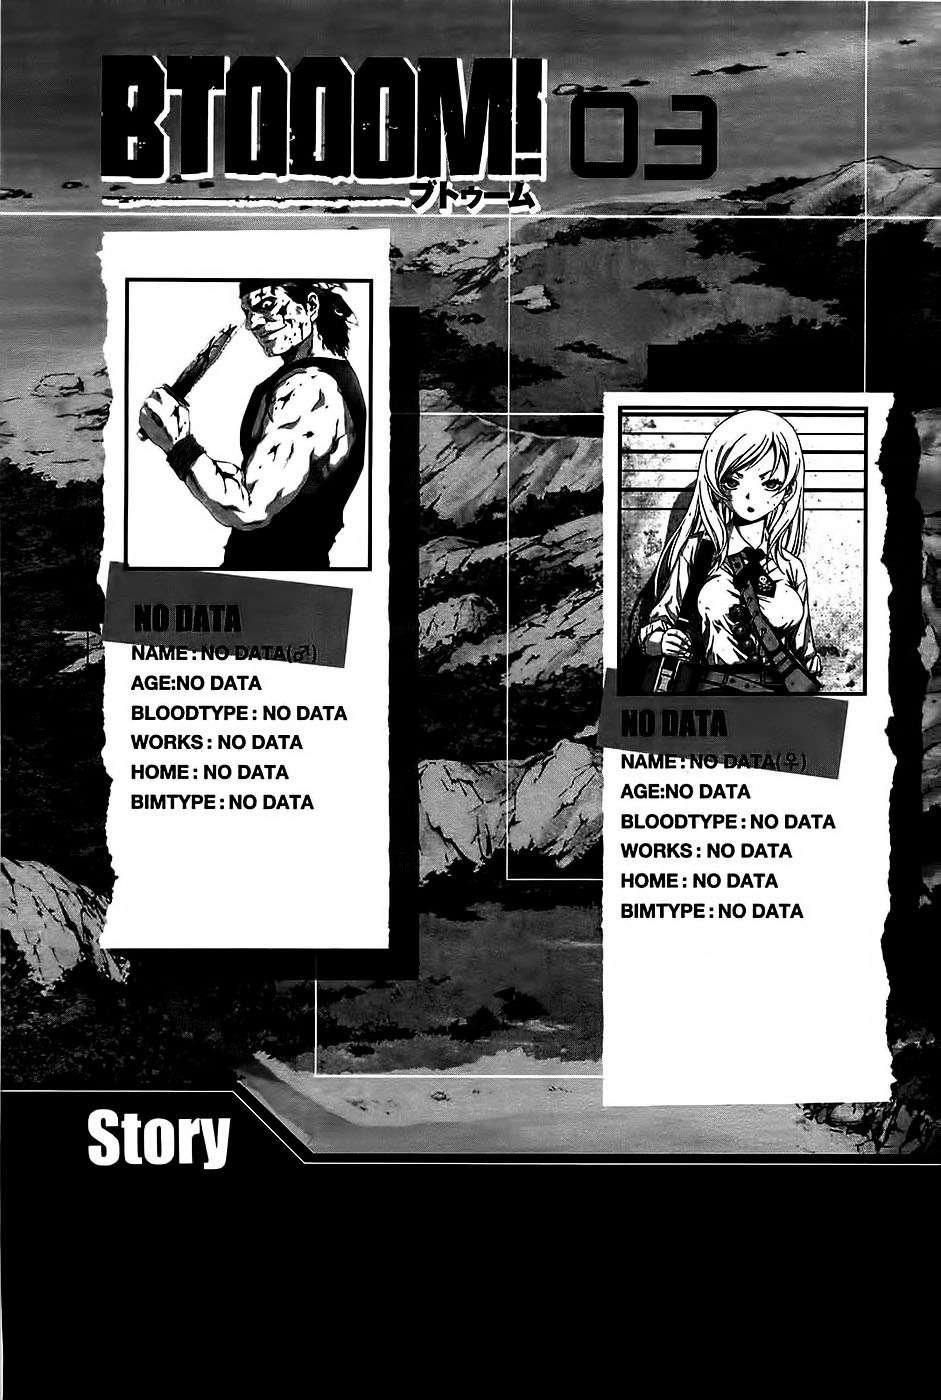 BTOOOM! 03
ブトゥーム
NO DATA
NAME : NO DATA(♂)
AGE:NO DATA
BLOODTYPE : NO DATA
WORKS : NO DATA
HOME : NO DATA
BIMTYPE : NO DATA
NO DATA
NAME : NO DATA(♀)
AGE:NO DATA
BLOODTYPE : NO DATA
WORKS : NO DATA
HOME : NO DATA
BIMTYPE : NO DATA
Story